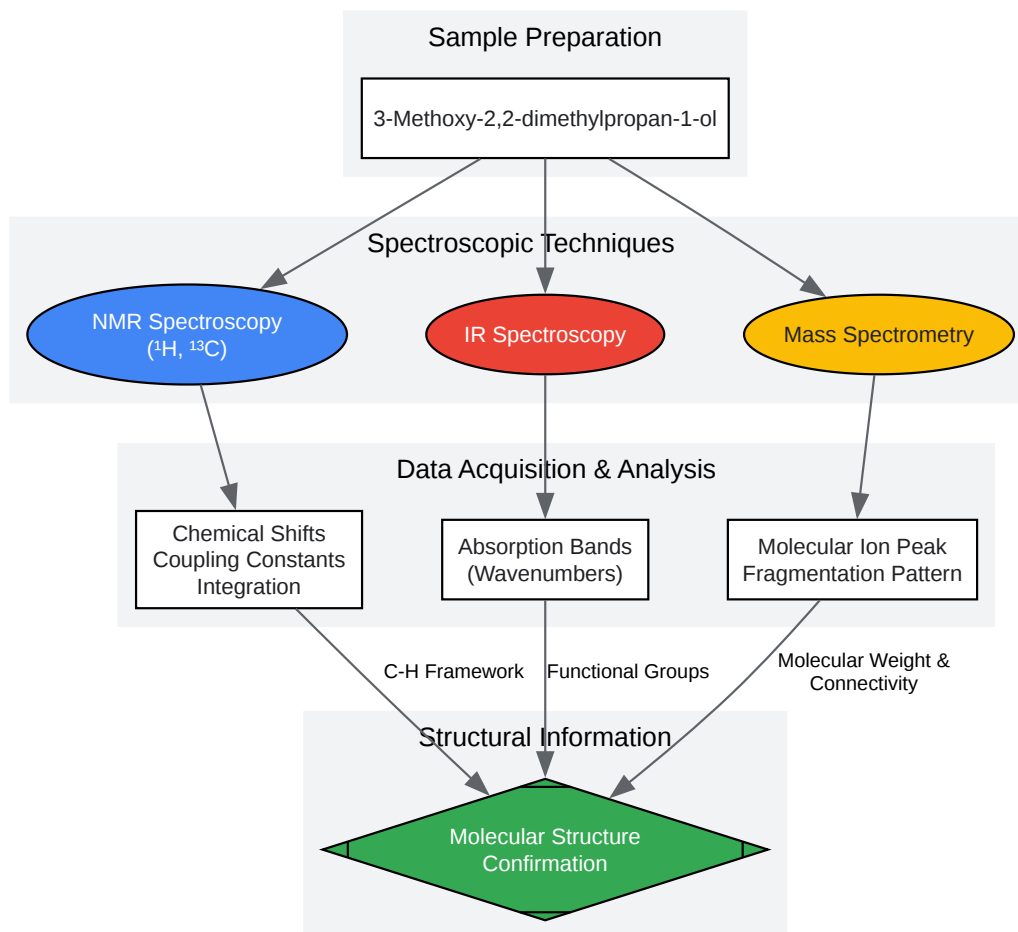 Sample Preparation
3-Methoxy-2,2-dimethylpropan-1-ol
Spectroscopic Techniques
NMR Spectroscopy
(¹H, ¹³C)
IR Spectroscopy
Mass Spectrometry
Data Acquisition & Analysis
Chemical Shifts
Coupling Constants
Integration
Absorption Bands
(Wavenumbers)
Molecular Ion Peak
Fragmentation Pattern
C-H Framework
Functional Groups
Molecular Weight &
Connectivity
Structural Information
Molecular Structure
Confirmation